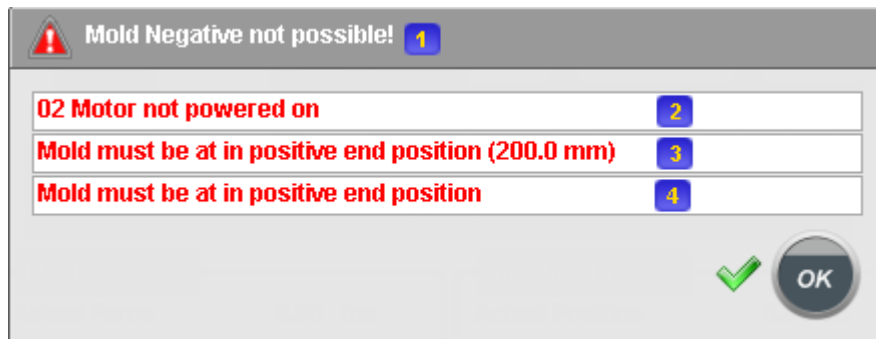 Mold Negative not possible! 1
02 Motor not powered on 2
Mold must be at in positive end position (200.0 mm) 3
Mold must be at in positive end position 4
OK